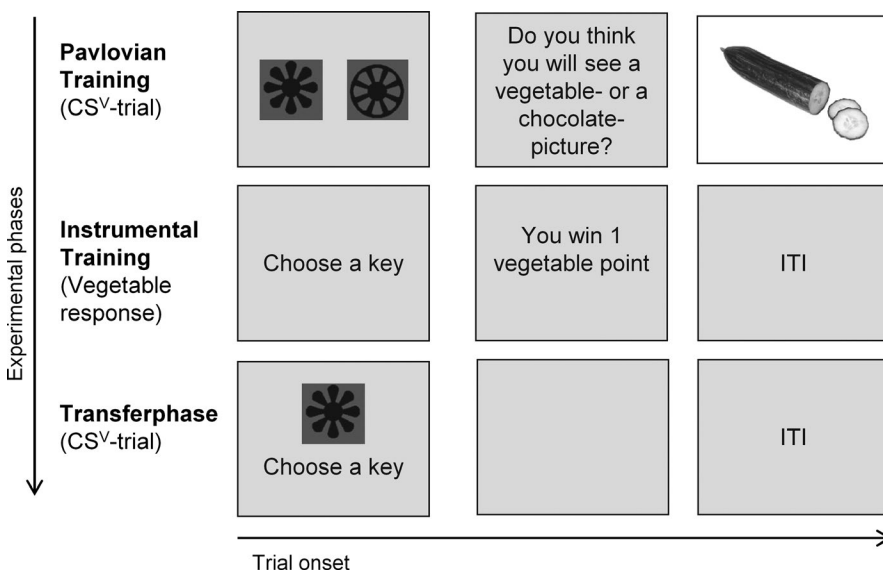 Experimental phases
Pavlovian
Training
(CSⱽ-trial)
Do you think
you will see a
vegetable- or a
chocolate-
picture?
Instrumental
Training
(Vegetable
response)
Choose a key
You win 1
vegetable point
ITI
Transferphase
(CSⱽ-trial)
Choose a key
ITI
Trial onset